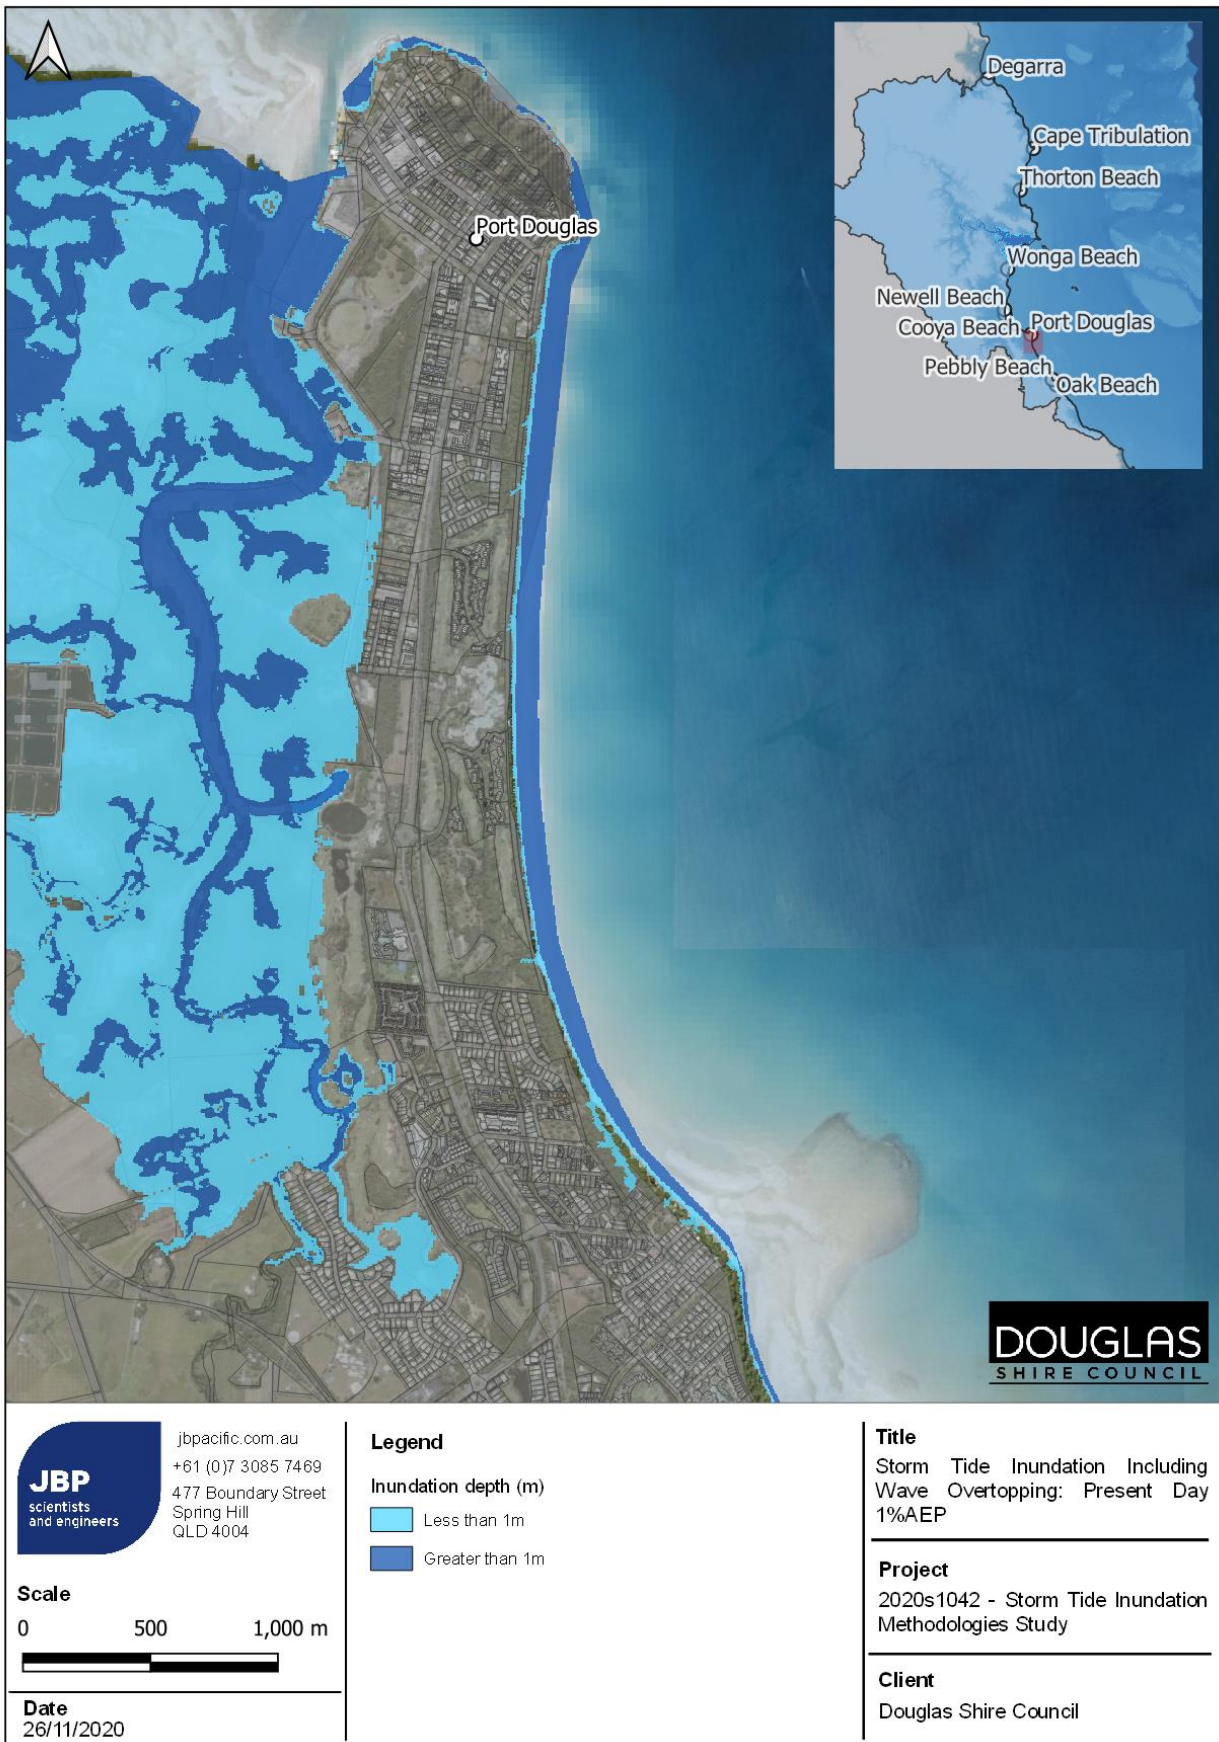 Degarra
Cape Tribulation
Thorton Beach
Wonga Beach
Newell Beach
Cooya Beach
Port Douglas
Pebbly Beach
Oak Beach
Port Douglas
DOUGLAS
SHIRE COUNCIL
JBP
scientists
and engineers
jbpacific.com.au
+61 (0)7 3085 7469
477 Boundary Street
Spring Hill
QLD 4004
Scale
0 500 1,000 m
Date
26/11/2020
Legend
Inundation depth (m)
Less than 1m
Greater than 1m
Title
Storm Tide Inundation Including
Wave Overtopping: Present Day
1%AEP
Project
2020s1042 - Storm Tide Inundation
Methodologies Study
Client
Douglas Shire Council